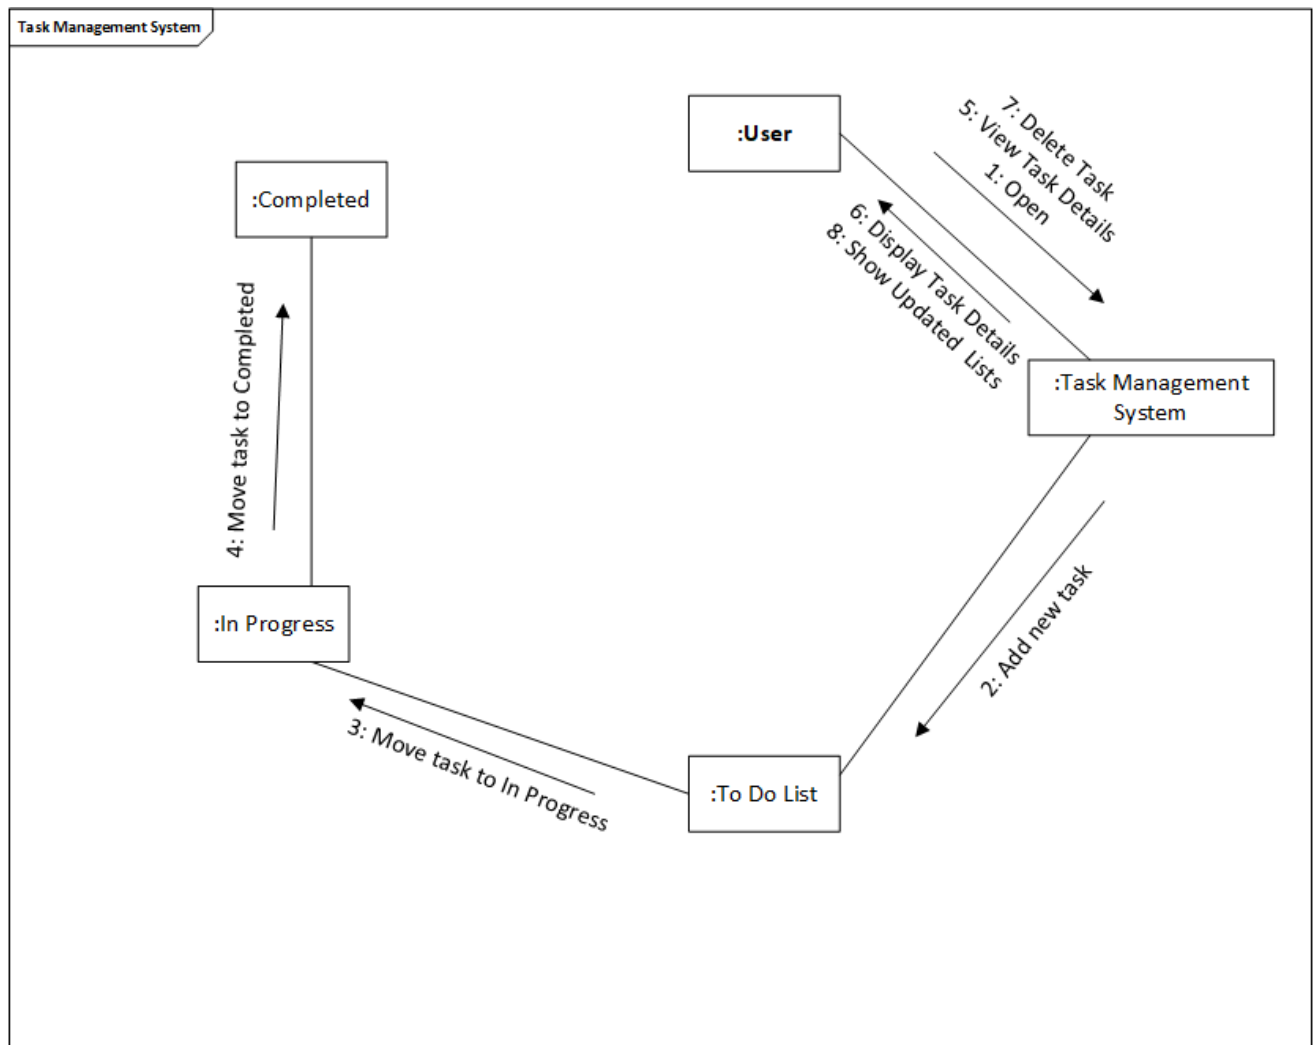 Task Management System
:User
7: Delete Task
5: View Task Details
1: Open
:Completed
6: Display Task Details
8: Show Updated Lists
4: Move task to Completed
:Task Management
System
2: Add new task
:In Progress
3: Move task to In Progress
:To Do List